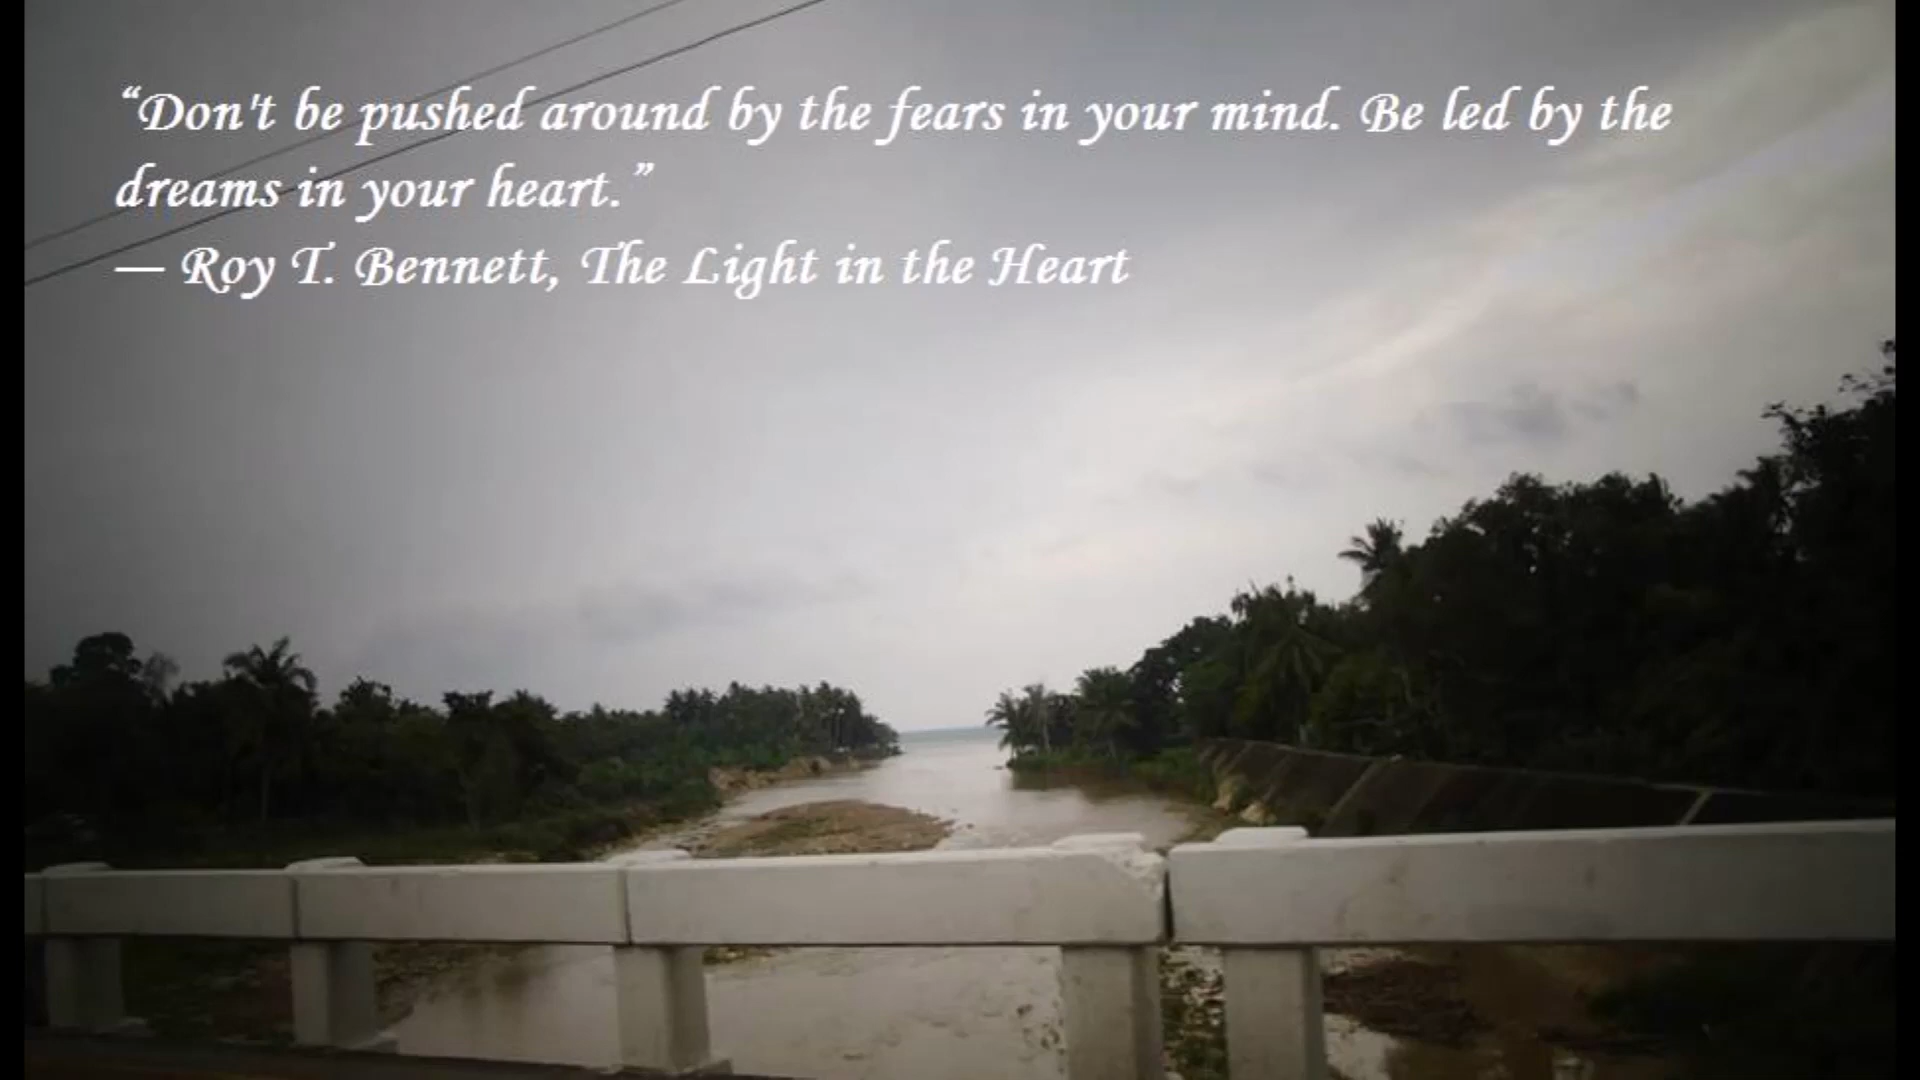 “Don't be pushed around by the fears in your mind. Be led by the
dreams in your heart.”
― Roy T. Bennett, The Light in the Heart